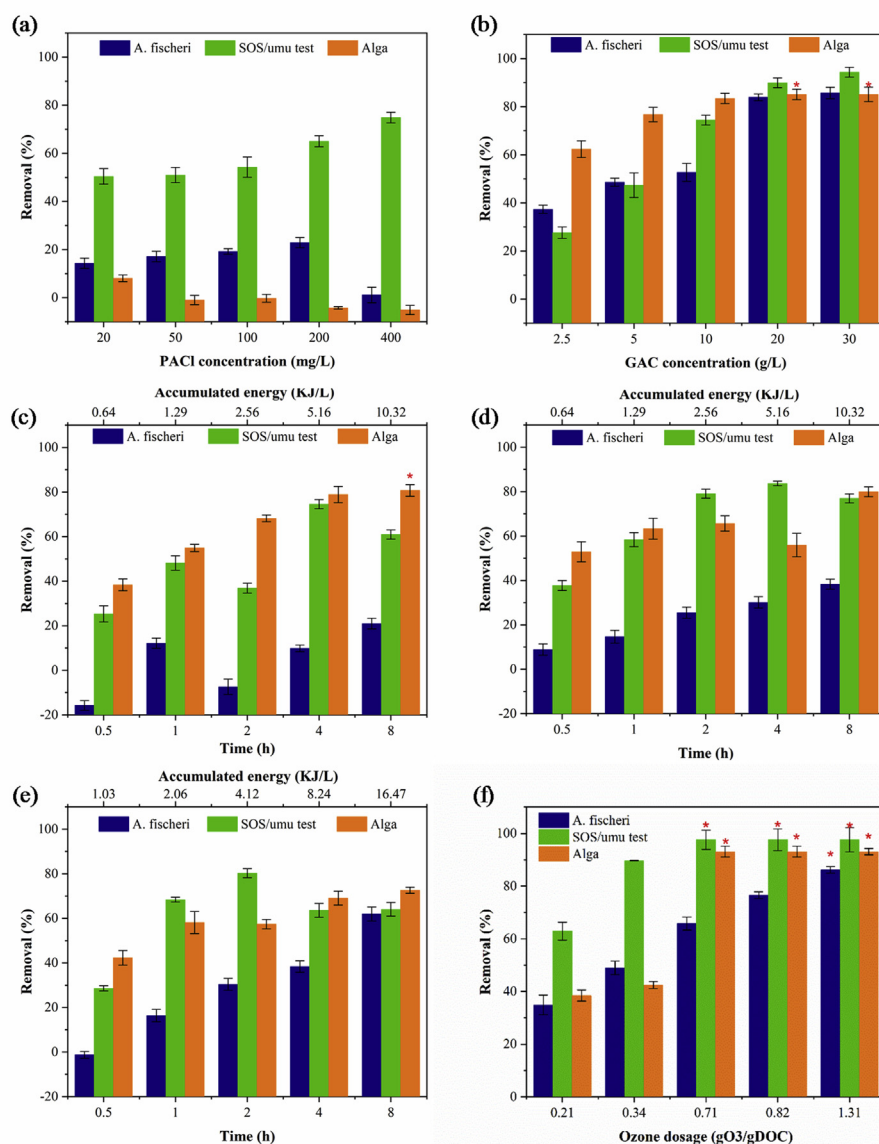 (a)
A. fischeri SOS/umu test Alga
Removal (%)
100
80
60
40
20
0
20 50 100 200 400
PACl concentration (mg/L)
(b)
A. fischeri SOS/umu test Alga
Removal (%)
100
80
60
40
20
0
* *
2.5 5 10 20 30
GAC concentration (g/L)
(c)
Accumulated energy (KJ/L)
0.64 1.29 2.56 5.16 10.32
A. fischeri SOS/umu test Alga
Removal (%)
100
80
60
40
20
0
-20
*
0.5 1 2 4 8
Time (h)
(d)
Accumulated energy (KJ/L)
0.64 1.29 2.56 5.16 10.32
A. fischeri SOS/umu test Alga
Removal (%)
100
80
60
40
20
0
-20
0.5 1 2 4 8
Time (h)
(e)
Accumulated energy (KJ/L)
1.03 2.06 4.12 8.24 16.47
A. fischeri SOS/umu test Alga
Removal (%)
100
80
60
40
20
0
-20
0.5 1 2 4 8
Time (h)
(f)
A. fischeri
SOS/umu test
Alga
Removal (%)
100
80
60
40
20
0
* * * * * * *
0.21 0.34 0.71 0.82 1.31
Ozone dosage (gO3/gDOC)